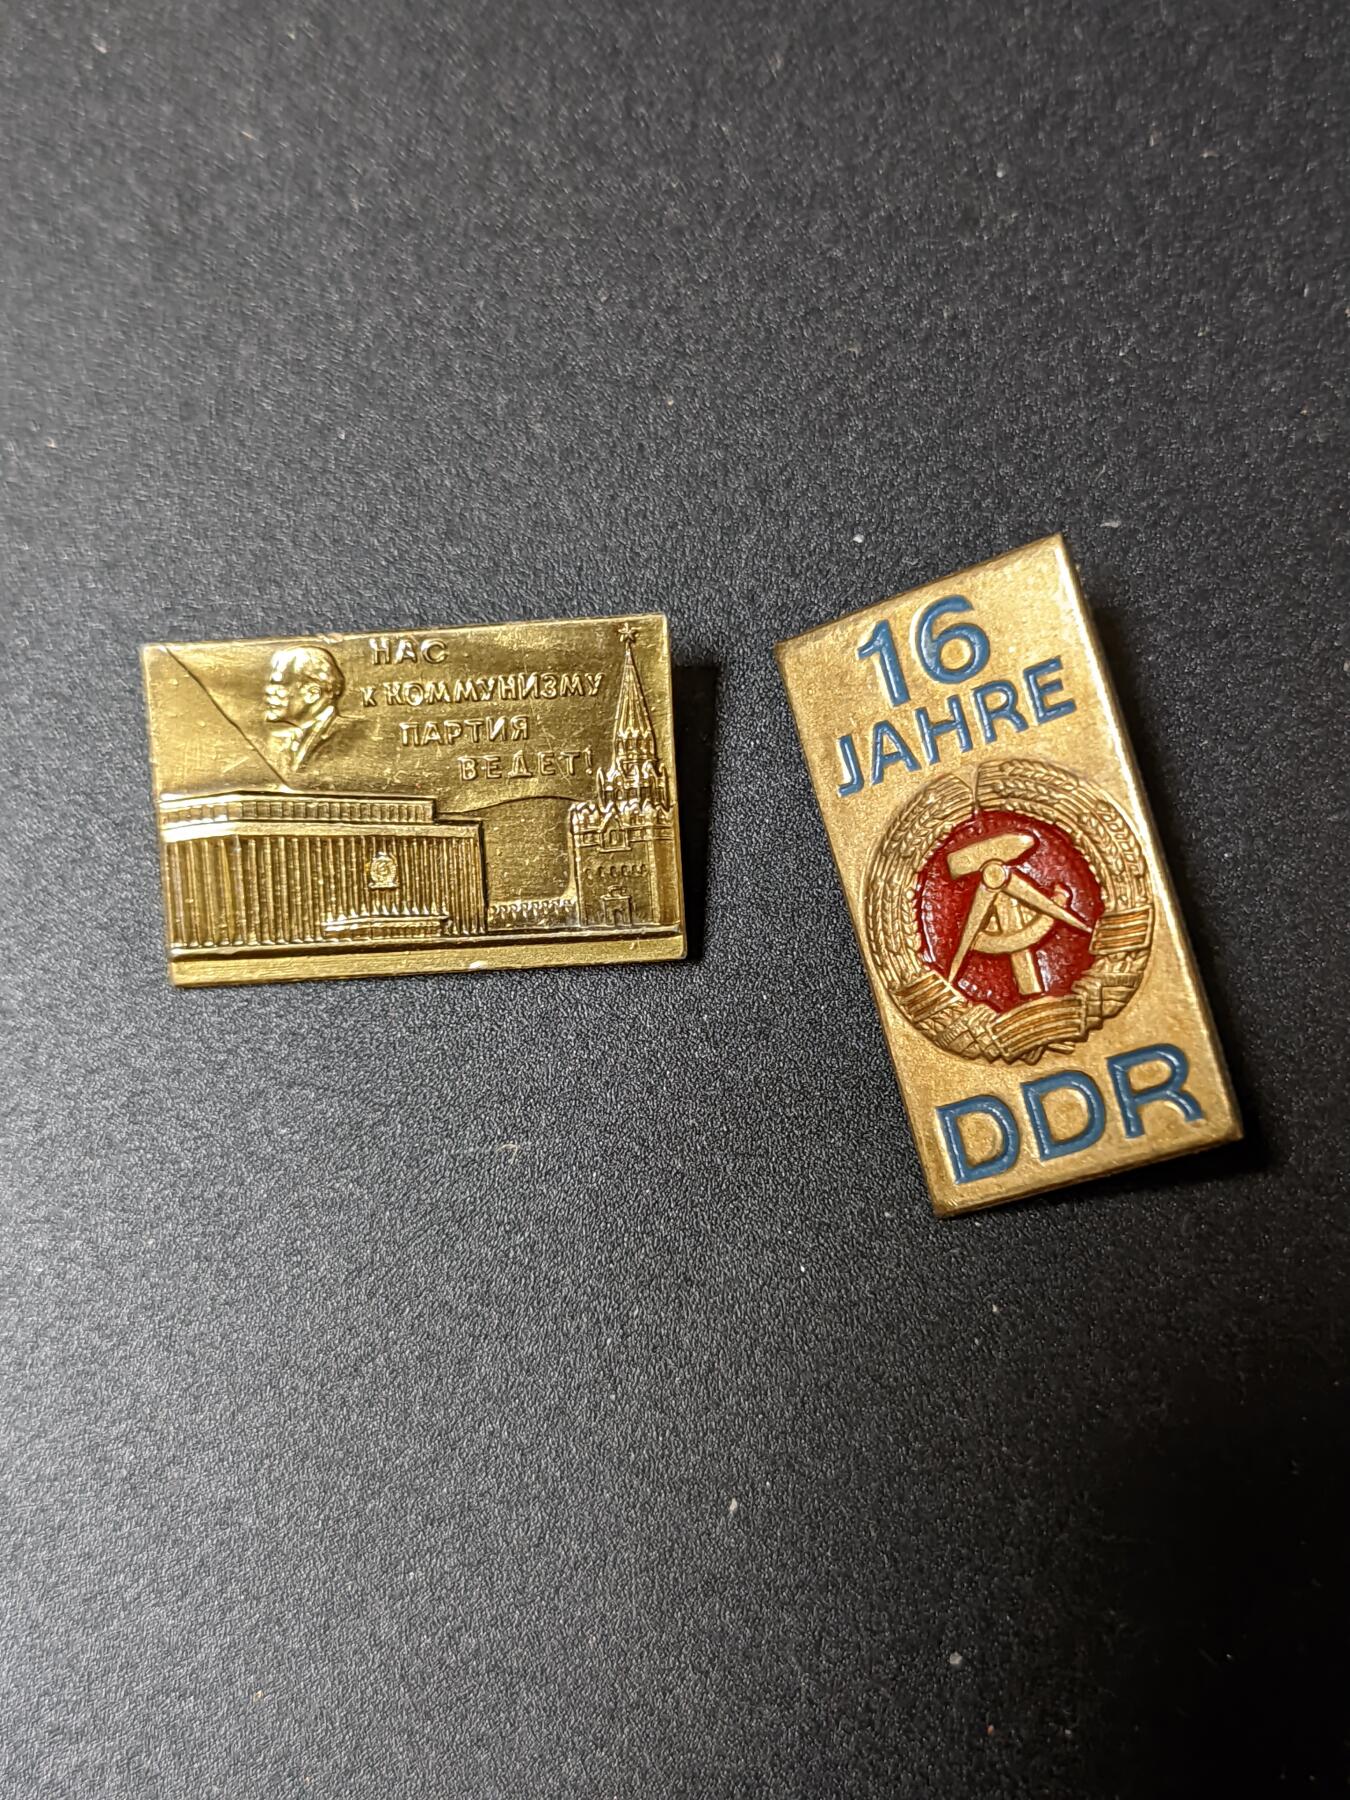 НАС
К КОММУНИЗМУ
ПАРТИЯ
ВЕДЕТ!
16
JAHRE
DDR